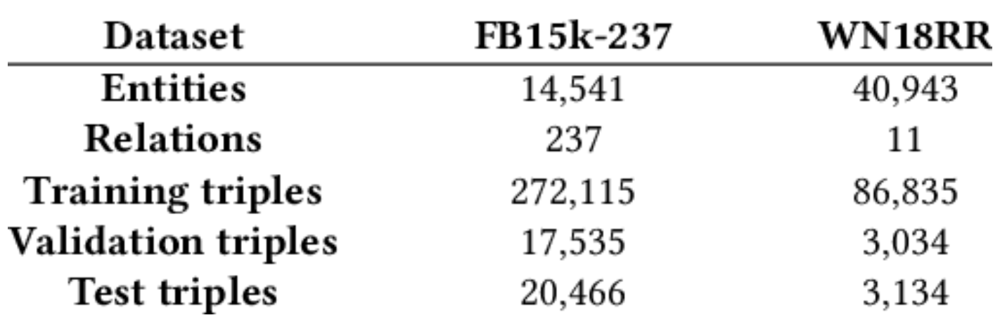 Dataset FB15k-237 WN18RR
Entities 14,541 40,943
Relations 237 11
Training triples 272,115 86,835
Validation triples 17,535 3,034
Test triples 20,466 3,134